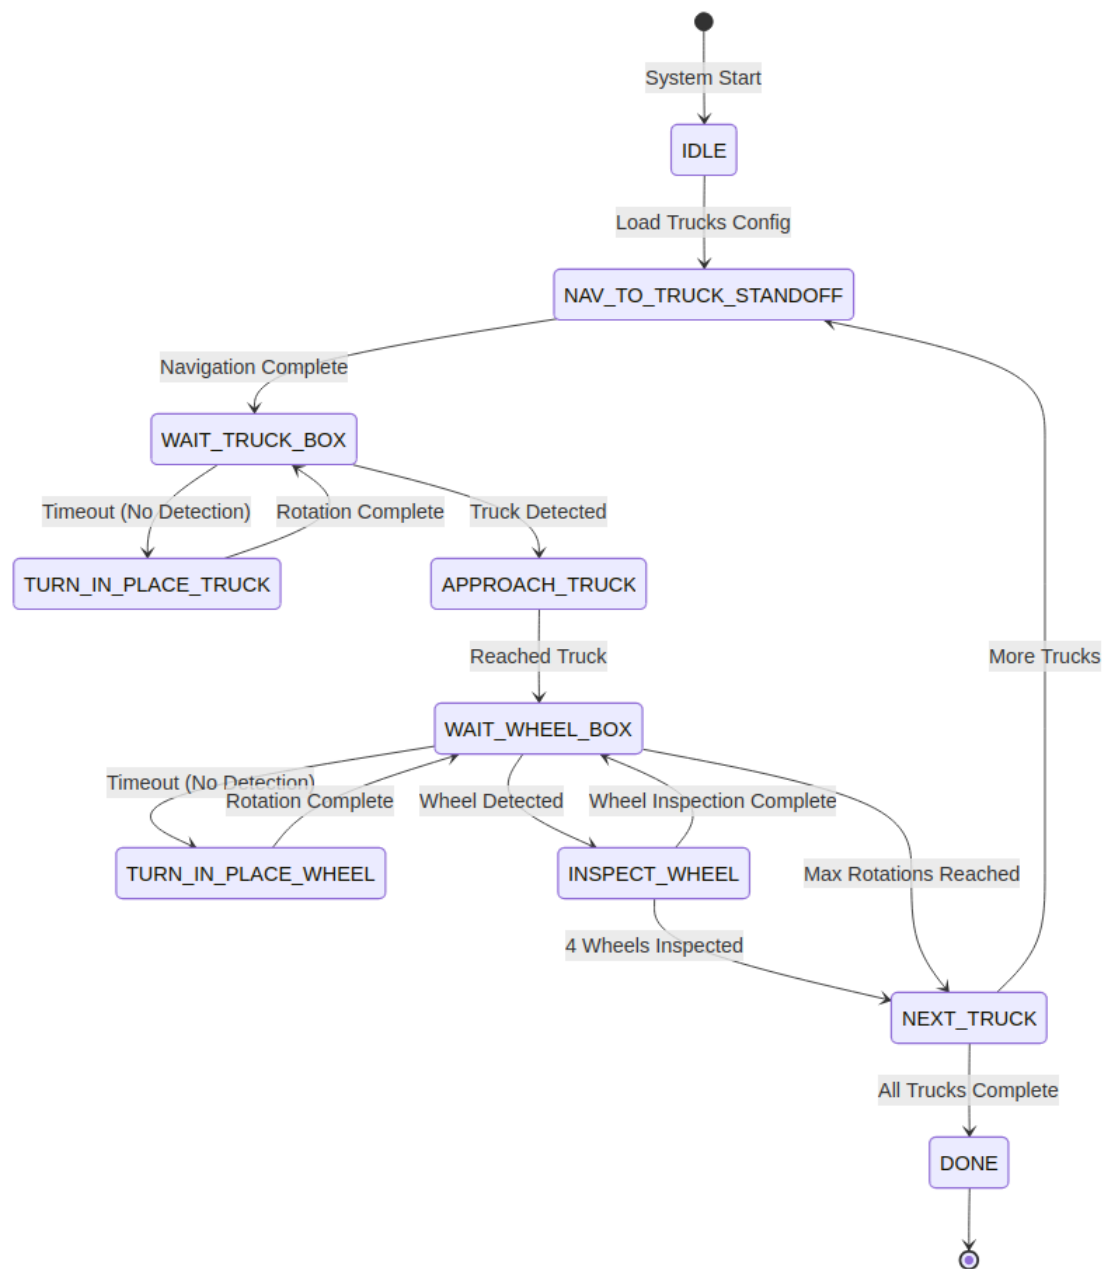 System Start
IDLE
Load Trucks Config
NAV_TO_TRUCK_STANDOFF
Navigation Complete
WAIT_TRUCK_BOX
Timeout (No Detection)
Rotation Complete
Truck Detected
TURN_IN_PLACE_TRUCK
APPROACH_TRUCK
Reached Truck
More Trucks
WAIT_WHEEL_BOX
Timeout (No Detection)
Rotation Complete
Wheel Detected
Wheel Inspection Complete
TURN_IN_PLACE_WHEEL
INSPECT_WHEEL
Max Rotations Reached
4 Wheels Inspected
NEXT_TRUCK
All Trucks Complete
DONE